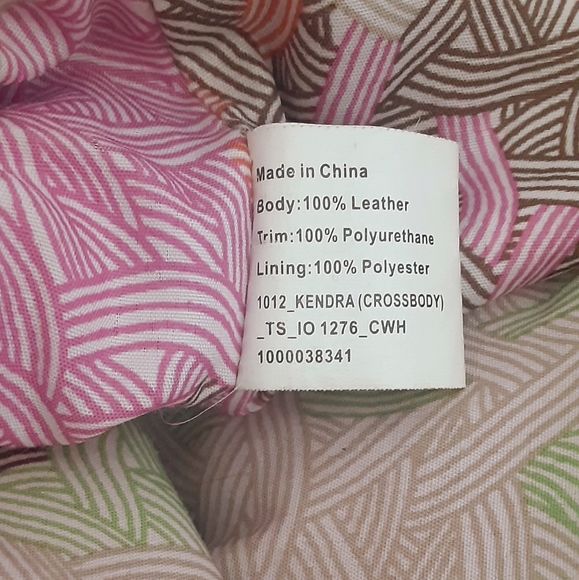 Made in China
Body:100% Leather
Trim:100% Polyurethane
Lining:100% Polyester
1012_KENDRA (CROSSBODY)
_TS_IO 1276_CWH
1000038341